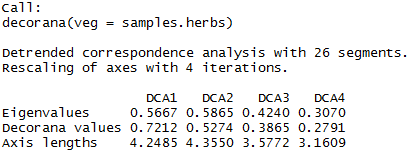 Call:
decorana(veg = samples.herbs)
Detrended correspondence analysis with 26 segments.
Rescaling of axes with 4 iterations.
DCA1 DCA2 DCA3 DCA4
Eigenvalues 0.5667 0.5865 0.4240 0.3070
Decorana values 0.7212 0.5274 0.3865 0.2791
Axis lengths 4.2485 4.3550 3.5772 3.1609